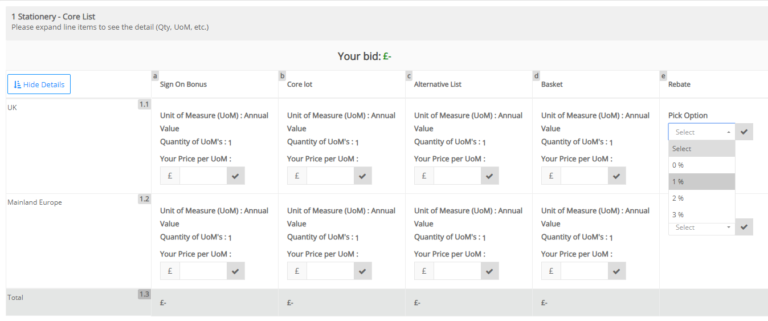 1 Stationery - Core List
Please expand line items to see the detail (Qty, UoM, etc.)
Your bid: £-
Hide Details
a
Sign On Bonus
b
Core lot
c
Alternative List
d
Basket
e
Rebate
UK
1.1
Unit of Measure (UoM) : Annual
Value
Quantity of UoM's : 1
Your Price per UoM :
£
Unit of Measure (UoM) : Annual
Value
Quantity of UoM's : 1
Your Price per UoM :
£
Unit of Measure (UoM) : Annual
Value
Quantity of UoM's : 1
Your Price per UoM :
£
Unit of Measure (UoM) : Annual
Value
Quantity of UoM's : 1
Your Price per UoM :
£
Pick Option
Select
Select
0 %
1 %
2 %
3 %
Mainland Europe
1.2
Unit of Measure (UoM) : Annual
Value
Quantity of UoM's : 1
Your Price per UoM :
£
Unit of Measure (UoM) : Annual
Value
Quantity of UoM's : 1
Your Price per UoM :
£
Unit of Measure (UoM) : Annual
Value
Quantity of UoM's : 1
Your Price per UoM :
£
Unit of Measure (UoM) : Annual
Value
Quantity of UoM's : 1
Your Price per UoM :
£
Select
Total
1.3
£-
£-
£-
£-